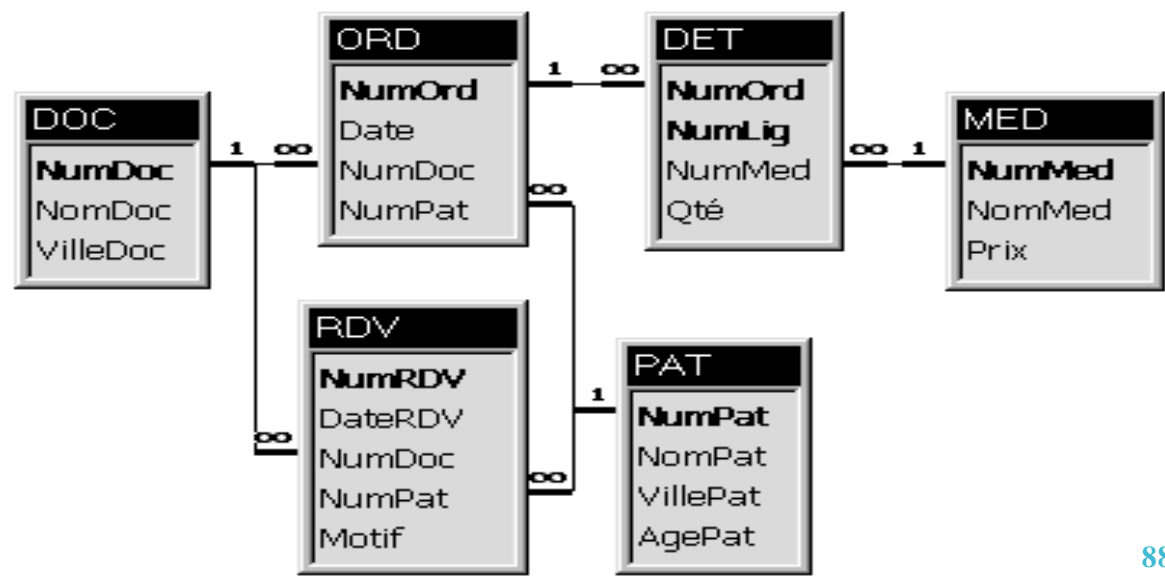 DOC
NumDoc
NomDoc
VilleDoc
1
∞
ORD
NumOrd
Date
NumDoc
NumPat
1
∞
DET
NumOrd
NumLig
NumMed
Qté
∞
1
MED
NumMed
NomMed
Prix
∞
RDV
NumRDV
DateRDV
NumDoc
NumPat
Motif
∞
∞
1
PAT
NumPat
NomPat
VillePat
AgePat
88